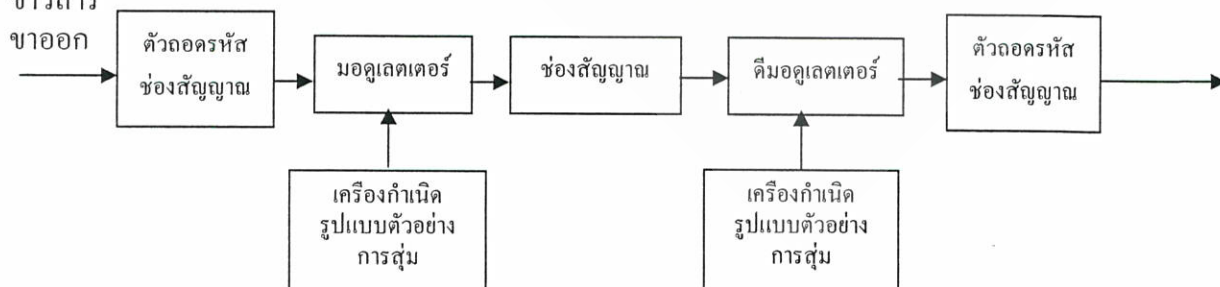 ขาออก
ตัวถอดรหัส
ช่องสัญญาณ
มอดูเลตเตอร์
ช่องสัญญาณ
ดีมอดูเลตเตอร์
ตัวถอดรหัส
ช่องสัญญาณ
เครื่องกำเนิด
รูปแบบตัวอย่าง
การสุ่ม
เครื่องกำเนิด
รูปแบบตัวอย่าง
การสุ่ม